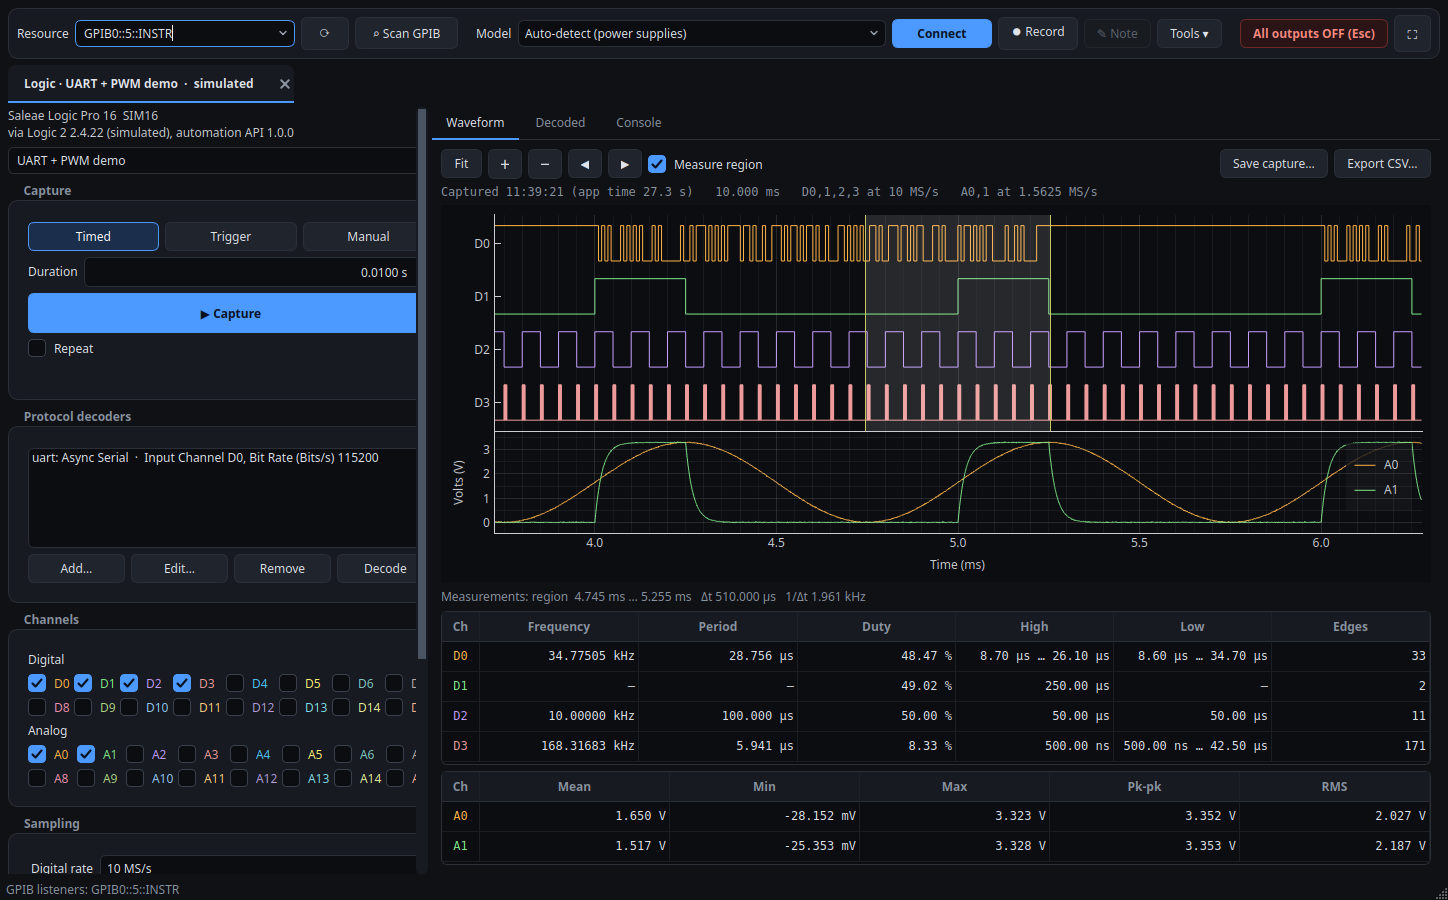 Resource GPIB0::5::INSTR ⟳ ⌕ Scan GPIB Model Auto-detect (power supplies) Connect ● Record ✎ Note Tools ▾ All outputs OFF (Esc) ⛶
Logic · UART + PWM demo · simulated ✕
Saleae Logic Pro 16 SIM16
via Logic 2 2.4.22 (simulated), automation API 1.0.0
UART + PWM demo
Capture
Timed Trigger Manual
Duration 0.0100 s
▶ Capture
Repeat
Protocol decoders
uart: Async Serial · Input Channel D0, Bit Rate (Bits/s) 115200
Add... Edit... Remove Decode
Channels
Digital
D0 D1 D2 D3 D4 D5 D6
D8 D9 D10 D11 D12 D13 D14
Analog
A0 A1 A2 A3 A4 A5 A6
A8 A9 A10 A11 A12 A13 A14
Sampling
Digital rate 10 MS/s
Waveform Decoded Console
Fit + − ◀ ▶ Measure region Save capture... Export CSV...
Captured 11:39:21 (app time 27.3 s) 10.000 ms D0,1,2,3 at 10 MS/s A0,1 at 1.5625 MS/s
D0
D1
D2
D3
Volts (V)
3
2
1
0
A0
A1
4.0 4.5 5.0 5.5 6.0
Time (ms)
Measurements: region 4.745 ms ... 5.255 ms Δt 510.000 µs 1/Δt 1.961 kHz
Ch Frequency Period Duty High Low Edges
D0 34.77505 kHz 28.756 µs 48.47 % 8.70 µs … 26.10 µs 8.60 µs … 34.70 µs 33
D1 — — 49.02 % 250.00 µs — 2
D2 10.00000 kHz 100.000 µs 50.00 % 50.00 µs 50.00 µs 11
D3 168.31683 kHz 5.941 µs 8.33 % 500.00 ns 500.00 ns … 42.50 µs 171
Ch Mean Min Max Pk-pk RMS
A0 1.650 V -28.152 mV 3.323 V 3.352 V 2.027 V
A1 1.517 V -25.353 mV 3.328 V 3.353 V 2.187 V
GPIB listeners: GPIB0::5::INSTR